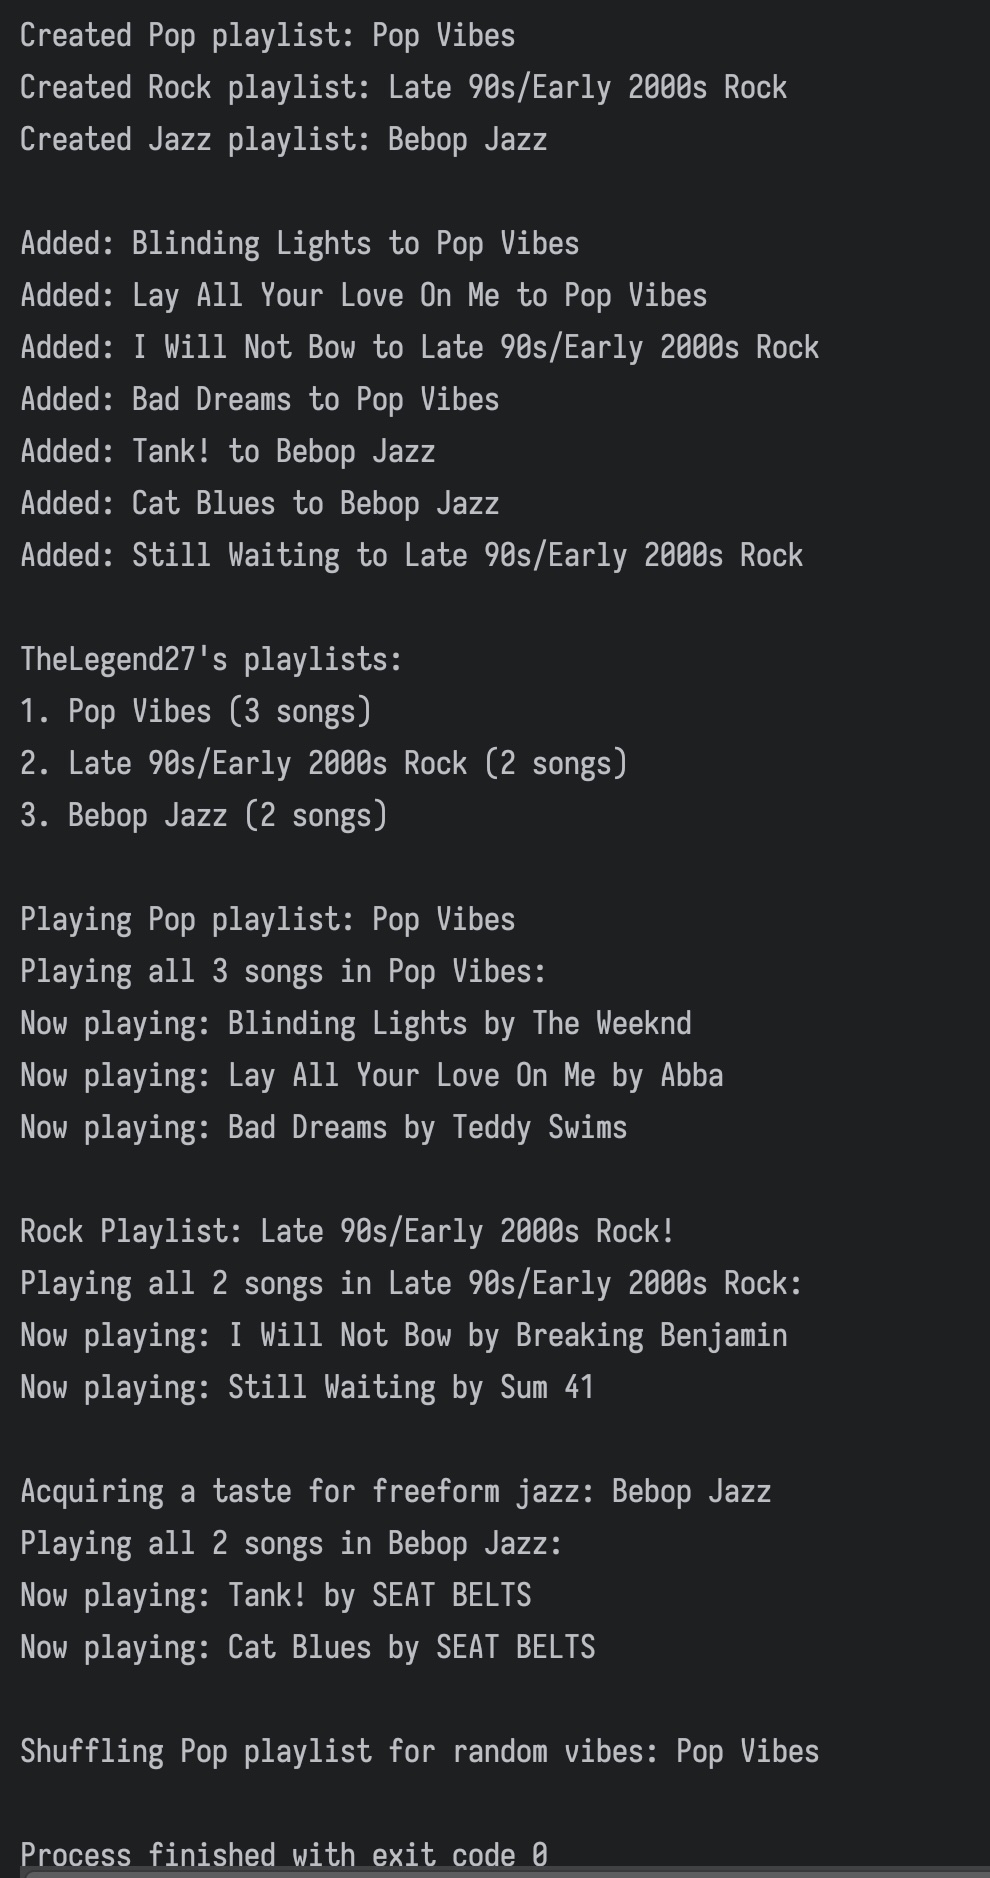 Created Pop playlist: Pop Vibes
Created Rock playlist: Late 90s/Early 2000s Rock
Created Jazz playlist: Bebop Jazz

Added: Blinding Lights to Pop Vibes
Added: Lay All Your Love On Me to Pop Vibes
Added: I Will Not Bow to Late 90s/Early 2000s Rock
Added: Bad Dreams to Pop Vibes
Added: Tank! to Bebop Jazz
Added: Cat Blues to Bebop Jazz
Added: Still Waiting to Late 90s/Early 2000s Rock

TheLegend27's playlists:
1. Pop Vibes (3 songs)
2. Late 90s/Early 2000s Rock (2 songs)
3. Bebop Jazz (2 songs)

Playing Pop playlist: Pop Vibes
Playing all 3 songs in Pop Vibes:
Now playing: Blinding Lights by The Weeknd
Now playing: Lay All Your Love On Me by Abba
Now playing: Bad Dreams by Teddy Swims

Rock Playlist: Late 90s/Early 2000s Rock!
Playing all 2 songs in Late 90s/Early 2000s Rock:
Now playing: I Will Not Bow by Breaking Benjamin
Now playing: Still Waiting by Sum 41

Acquiring a taste for freeform jazz: Bebop Jazz
Playing all 2 songs in Bebop Jazz:
Now playing: Tank! by SEAT BELTS
Now playing: Cat Blues by SEAT BELTS

Shuffling Pop playlist for random vibes: Pop Vibes

Process finished with exit code 0